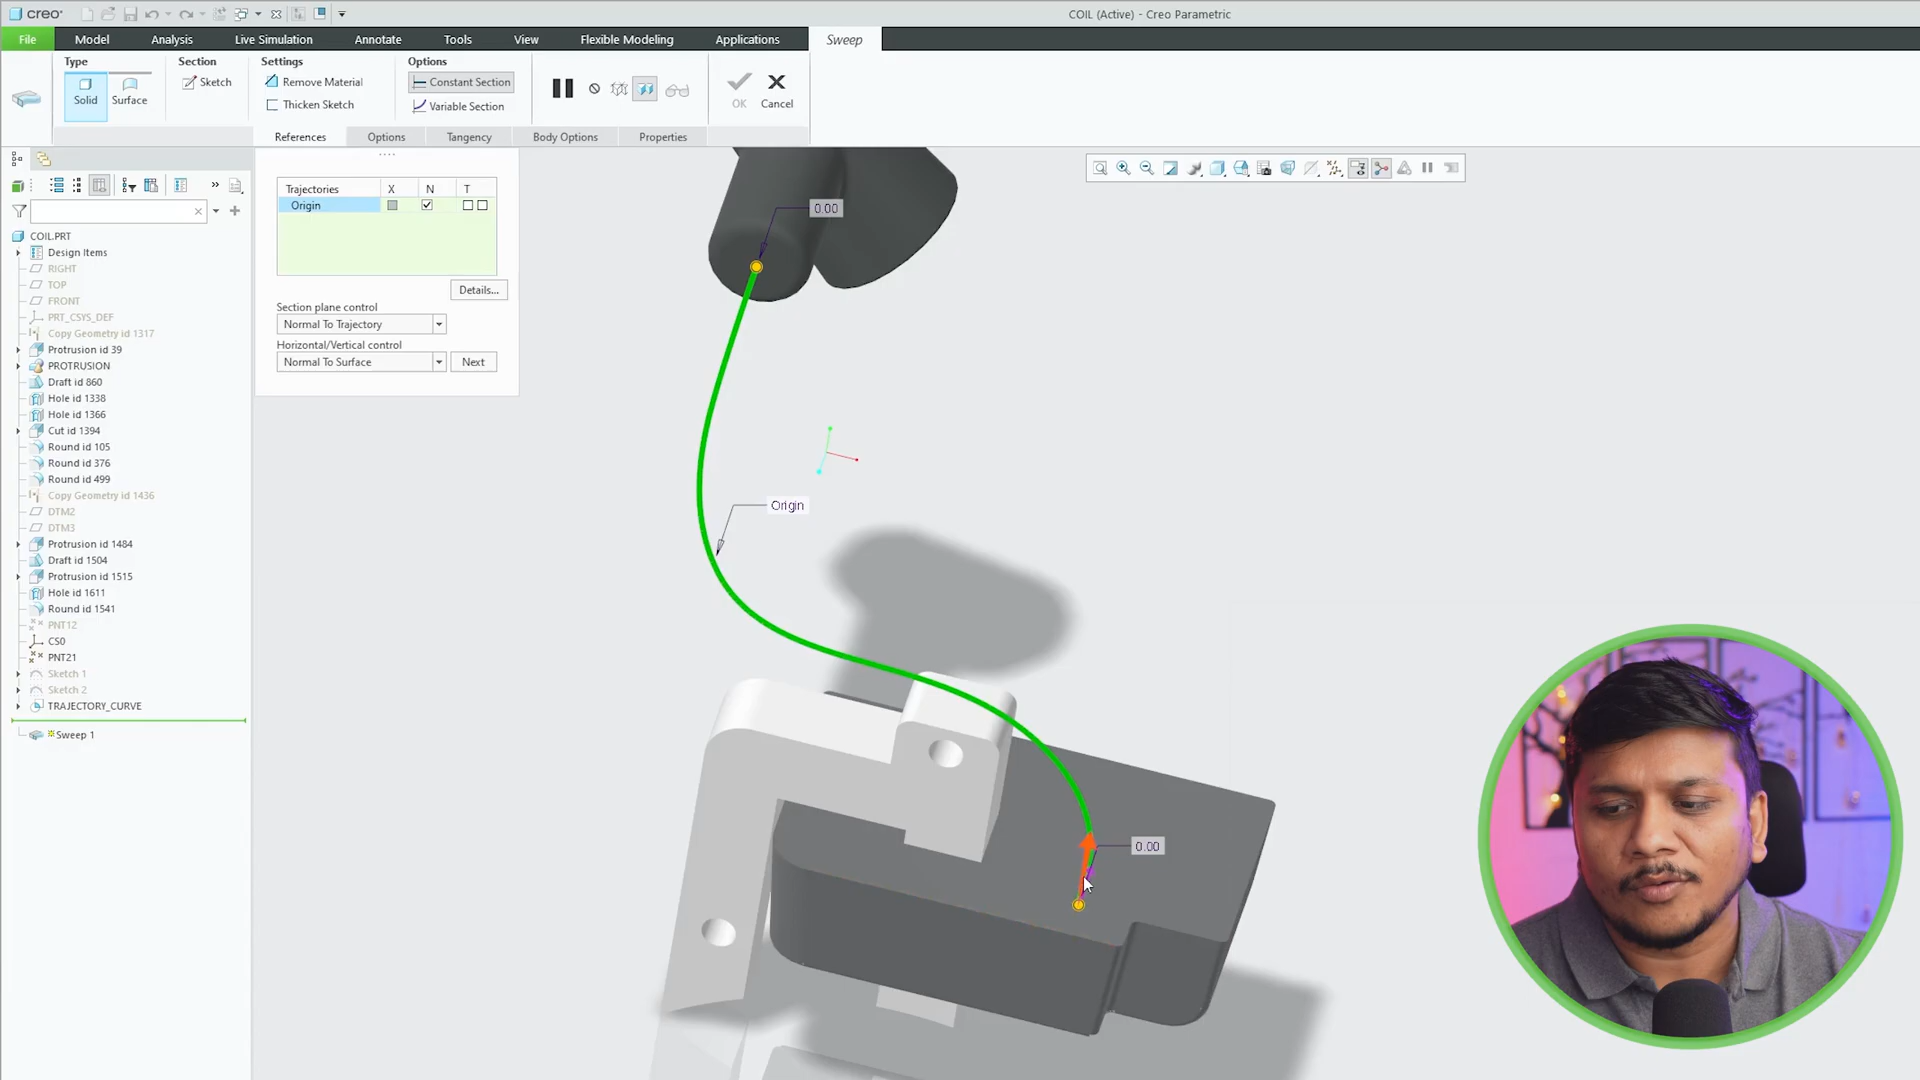 creo
COIL (Active) - Creo Parametric
File Model Analysis Live Simulation Annotate Tools View Flexible Modeling Applications Sweep
Type Section Settings Options
Solid Surface Sketch Remove Material Thicken Sketch Constant Section Variable Section OK Cancel
References Options Tangency Body Options Properties
Trajectories X N T
Origin
Details...
Section plane control
Normal To Trajectory
Horizontal/Vertical control
Normal To Surface Next
COIL.PRT
Design Items
RIGHT
TOP
FRONT
PRT_CSYS_DEF
Copy Geometry id 1317
Protrusion id 39
PROTRUSION
Draft id 860
Hole id 1338
Hole id 1366
Cut id 1394
Round id 105
Round id 376
Round id 499
Copy Geometry id 1436
DTM2
DTM3
Protrusion id 1484
Draft id 1504
Protrusion id 1515
Hole id 1611
Round id 1541
PNT12
CS0
PNT21
Sketch 1
Sketch 2
TRAJECTORY_CURVE
Sweep 1
0.00
Origin
0.00